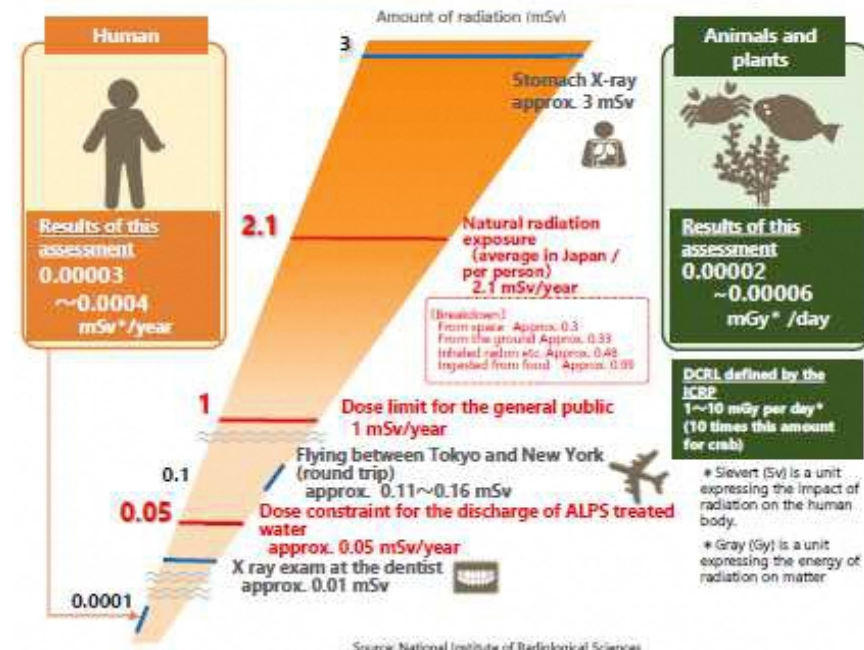 Amount of radiation (mSv)
Human
Results of this
assessment
0.00003
~0.0004
mSv*/year
3
Stomach X-ray
approx. 3 mSv
2.1
Natural radiation
exposure
(average in Japan /
per person)
2.1 mSv/year
[Breakdown]
From space Approx. 0.3
From the ground Approx. 0.33
Inhaled radon etc. Approx. 0.48
Ingested from food Approx. 0.99
1
Dose limit for the general public
1 mSv/year
0.1
Flying between Tokyo and New York
(round trip)
approx. 0.11~0.16 mSv
0.05
Dose constraint for the discharge of ALPS treated
water
approx. 0.05 mSv/year
X ray exam at the dentist
approx. 0.01 mSv
0.0001
Animals and
plants
Results of this
assessment
0.00002
~0.00006
mGy* /day
DCRL defined by the
ICRP
1~10 mGy per day*
(10 times this amount
for crab)
* Sievert (Sv) is a unit
expressing the impact of
radiation on the human
body.
* Gray (Gy) is a unit
expressing the energy of
radiation on matter
Source: National Institute of Radiological Sciences